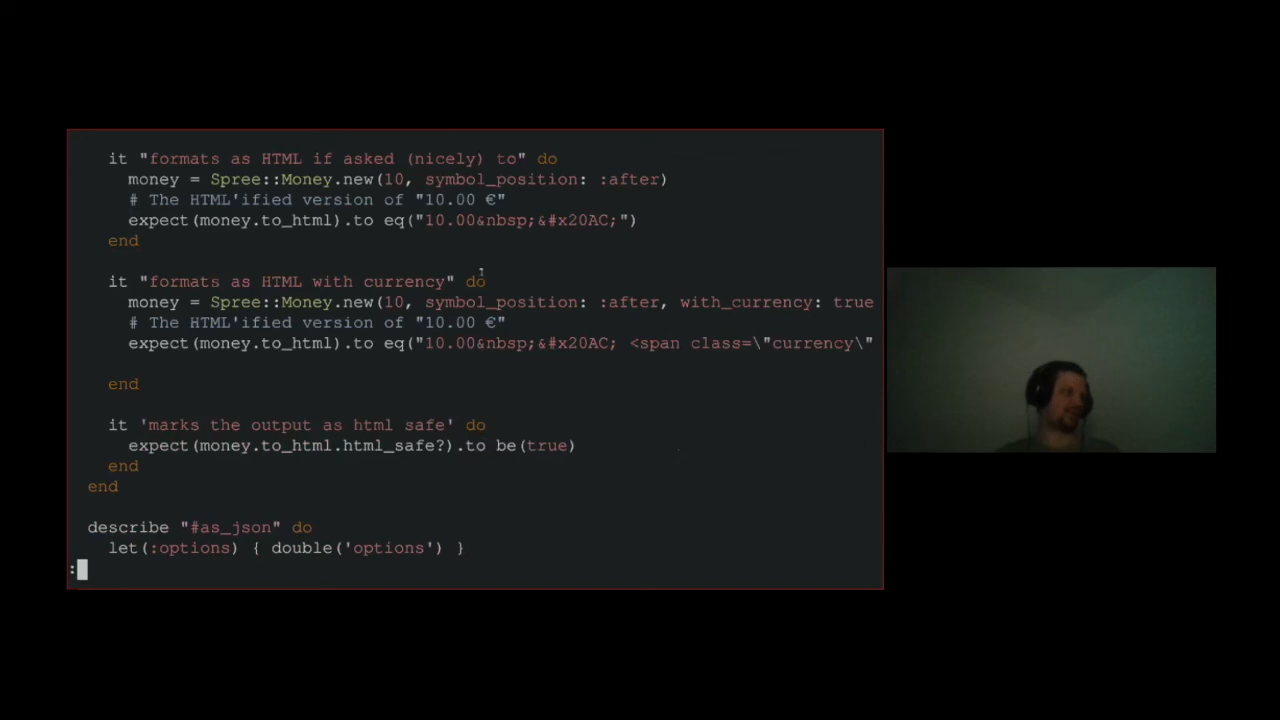 it "formats as HTML if asked (nicely) to" do
money = Spree::Money.new(10, symbol_position: :after)
# The HTML'ified version of "10.00 €"
expect(money.to_html).to eq("10.00&nbsp;&#x20AC;")
end
it "formats as HTML with currency" do
money = Spree::Money.new(10, symbol_position: :after, with_currency: true
# The HTML'ified version of "10.00 €"
expect(money.to_html).to eq("10.00&nbsp;&#x20AC; <span class=\"currency\"
end
it 'marks the output as html safe' do
expect(money.to_html.html_safe?).to be(true)
end
end
describe "#as_json" do
let(:options) { double('options') }
: